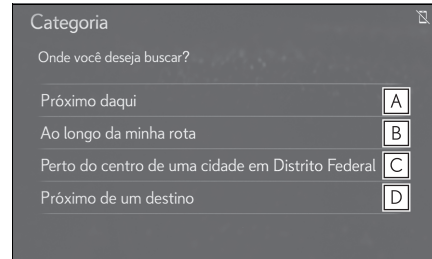 Categoria
Onde você deseja buscar?
Próximo daqui A
Ao longo da minha rota B
Perto do centro de uma cidade em Distrito Federal C
Próximo de um destino D